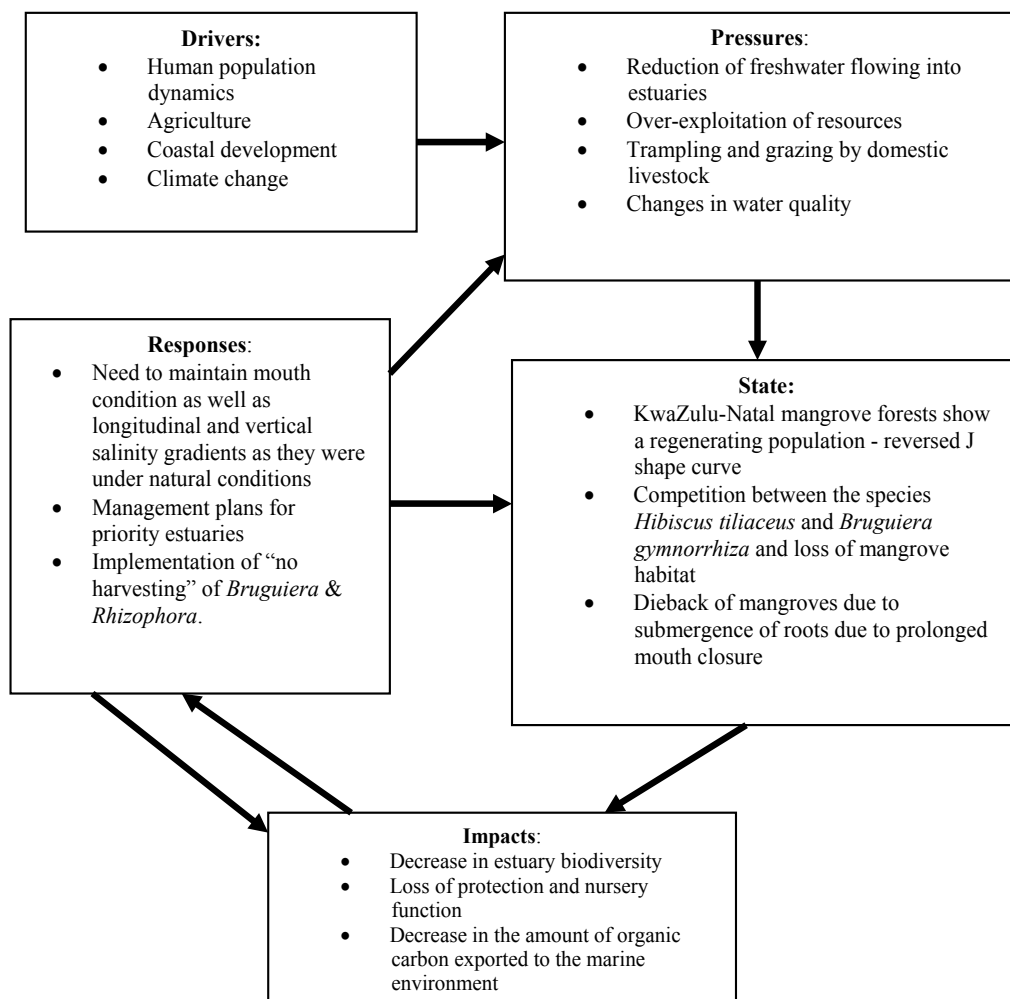 Drivers:
• Human population
dynamics
• Agriculture
• Coastal development
• Climate change
Pressures:
• Reduction of freshwater flowing into
estuaries
• Over-exploitation of resources
• Trampling and grazing by domestic
livestock
• Changes in water quality
Responses:
• Need to maintain mouth
condition as well as
longitudinal and vertical
salinity gradients as they were
under natural conditions
• Management plans for
priority estuaries
• Implementation of “no
harvesting” of Bruguiera &
Rhizophora.
State:
• KwaZulu-Natal mangrove forests show
a regenerating population - reversed J
shape curve
• Competition between the species
Hibiscus tiliaceus and Bruguiera
gymnorrhiza and loss of mangrove
habitat
• Dieback of mangroves due to
submergence of roots due to prolonged
mouth closure
Impacts:
• Decrease in estuary biodiversity
• Loss of protection and nursery
function
• Decrease in the amount of organic
carbon exported to the marine
environment